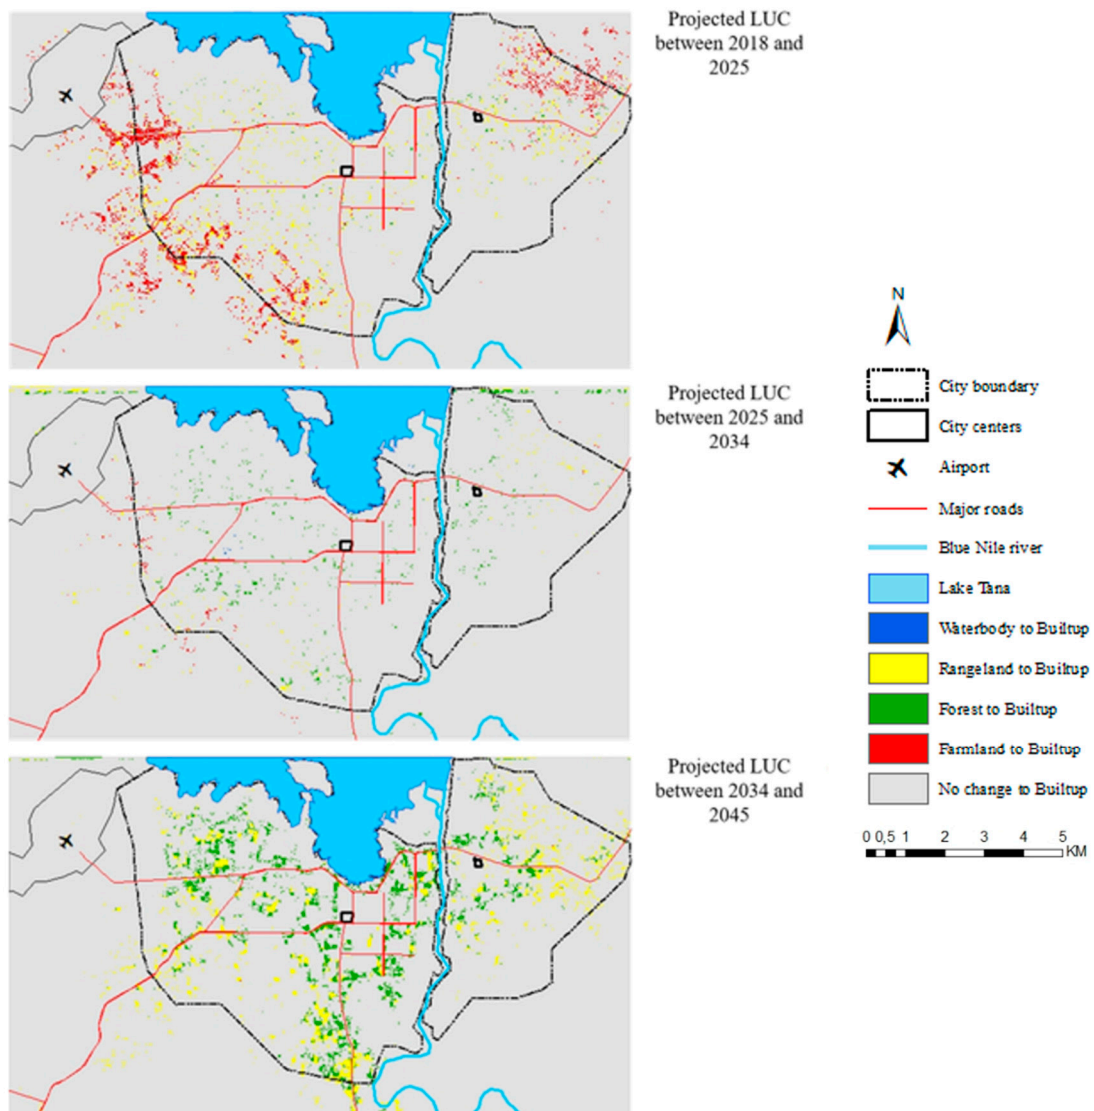 Projected LUC
between 2018 and
2025
Projected LUC
between 2025 and
2034
Projected LUC
between 2034 and
2045
N
City boundary
City centers
Airport
Major roads
Blue Nile river
Lake Tana
Waterbody to Builtup
Rangeland to Builtup
Forest to Builtup
Farmland to Builtup
No change to Builtup
0 0,5 1 2 3 4 5
KM